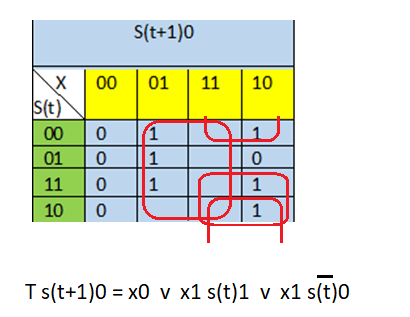 S(t+1)0
X 00 01 11 10
S(t)
00 0 1 1
01 0 1 0
11 0 1 1
10 0 1
T s(t+1)0 = x0 v x1 s(t)1 v x1 s(t̅)0